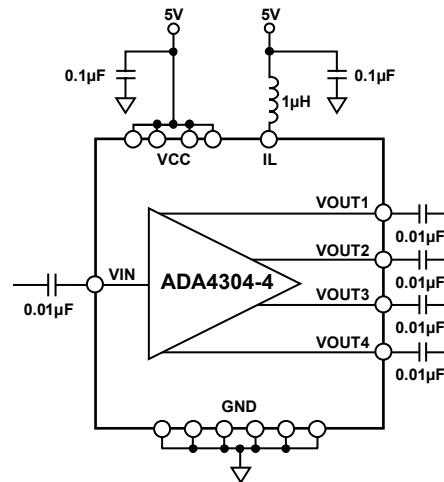 5V
5V
0.1µF
0.1µF
1µH
VCC
IL
VOUT1
0.01µF
VOUT2
ADA4304-4
0.01µF
VIN
VOUT3
0.01µF
0.01µF
VOUT4
0.01µF
GND